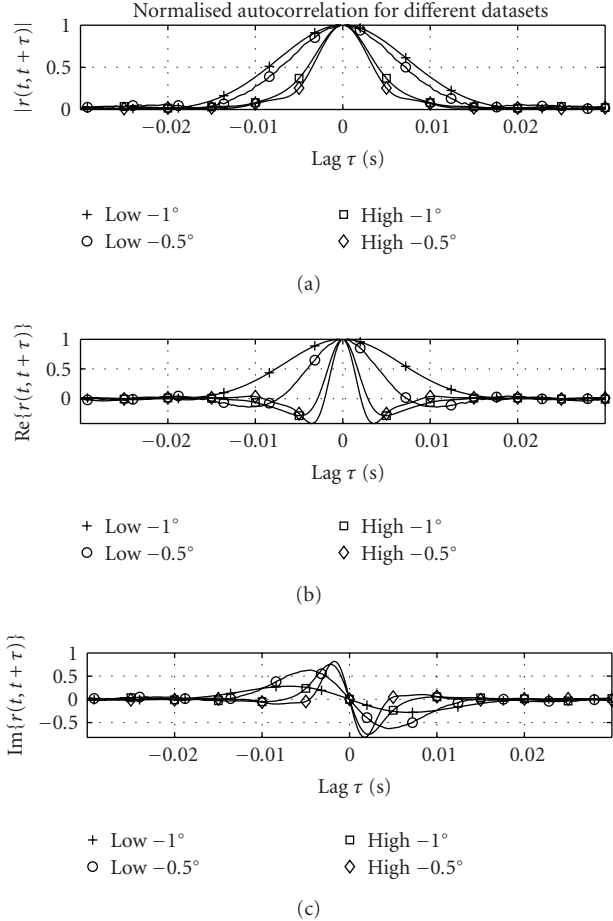 Normalised autocorrelation for different datasets
|r(t, t + τ)|
1
0.5
0
−0.02 −0.01 0 0.01 0.02
Lag τ (s)
Low −1° High −1°
Low −0.5° High −0.5°
(a)
Re{r(t, t + τ)}
1
0.5
0
−0.02 −0.01 0 0.01 0.02
Lag τ (s)
Low −1° High −1°
Low −0.5° High −0.5°
(b)
Im{r(t, t + τ)}
1
0.5
0
−0.5
−0.02 −0.01 0 0.01 0.02
Lag τ (s)
Low −1° High −1°
Low −0.5° High −0.5°
(c)